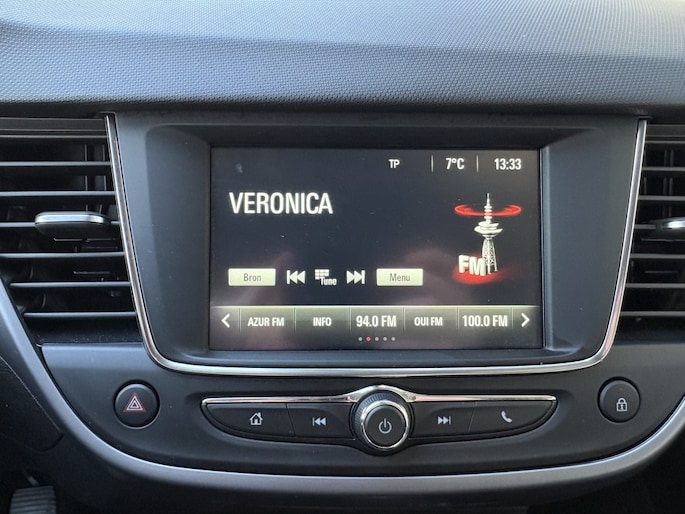 TP 7°C 13:33
VERONICA
FM
Bron Tune Menu
AZUR FM INFO 94.0 FM OUI FM 100.0 FM